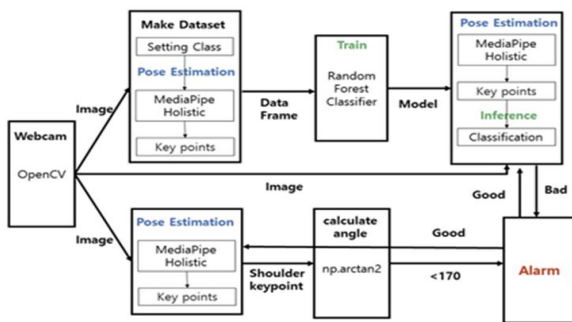 Make Dataset
Setting Class
Pose Estimation
MediaPipe
Holistic
Key points
Train
Random
Forest
Classifier
Pose Estimation
MediaPipe
Holistic
Key points
Inference
Classification
Image
Data
Frame
Model
Webcam
OpenCV
Image
Good
Bad
Image
Pose Estimation
MediaPipe
Holistic
Key points
Shoulder
keypoint
calculate
angle
np.arctan2
Good
<170
Alarm